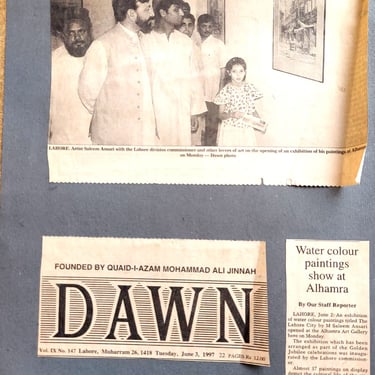 LAHORE. Artist Saleem Ansari with the Lahore division commissioner and other lovers of art on the opening of an exhibition of his paintings at Alhamra
on Monday — Dawn photo
FOUNDED BY QUAID-I-AZAM MOHAMMAD ALI JINNAH
DAWN
Vol. IX No. 147 Lahore, Muharram 26, 1418 Tuesday, June 3, 1997 22 PAGES Rs 12.00
Water colour
paintings
show at
Alhamra
By Our Staff Reporter
LAHORE, June 2: An exhibition
of water colour paintings titled The
Lahore City by M Saleem Ansari
opened at the Alhamra Art Gallery
here on Monday.
The exhibition which has been
arranged as part of the Golden
Jubilee celebrations was inaugu-
rated by the Lahore commission-
er.
Almost 37 paintings on display